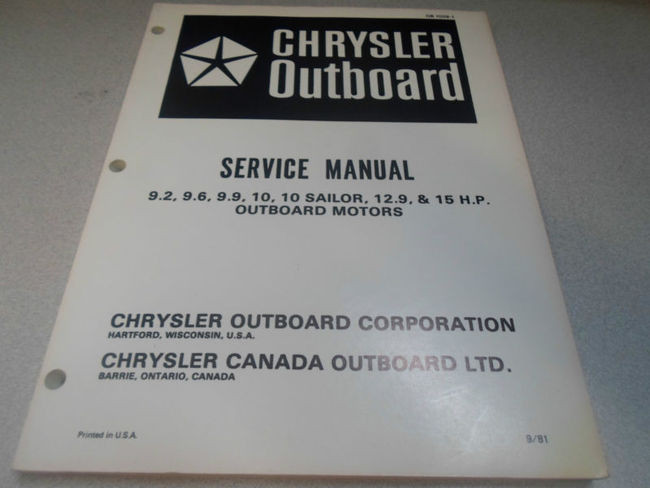 CHRYSLER
Outboard
SERVICE MANUAL
9.2, 9.6, 9.9, 10, 10 SAILOR, 12.9, & 15 H.P.
OUTBOARD MOTORS
CHRYSLER OUTBOARD CORPORATION
HARTFORD, WISCONSIN, U.S.A.
CHRYSLER CANADA OUTBOARD LTD.
BARRIE, ONTARIO, CANADA
Printed in U.S.A.
9/81